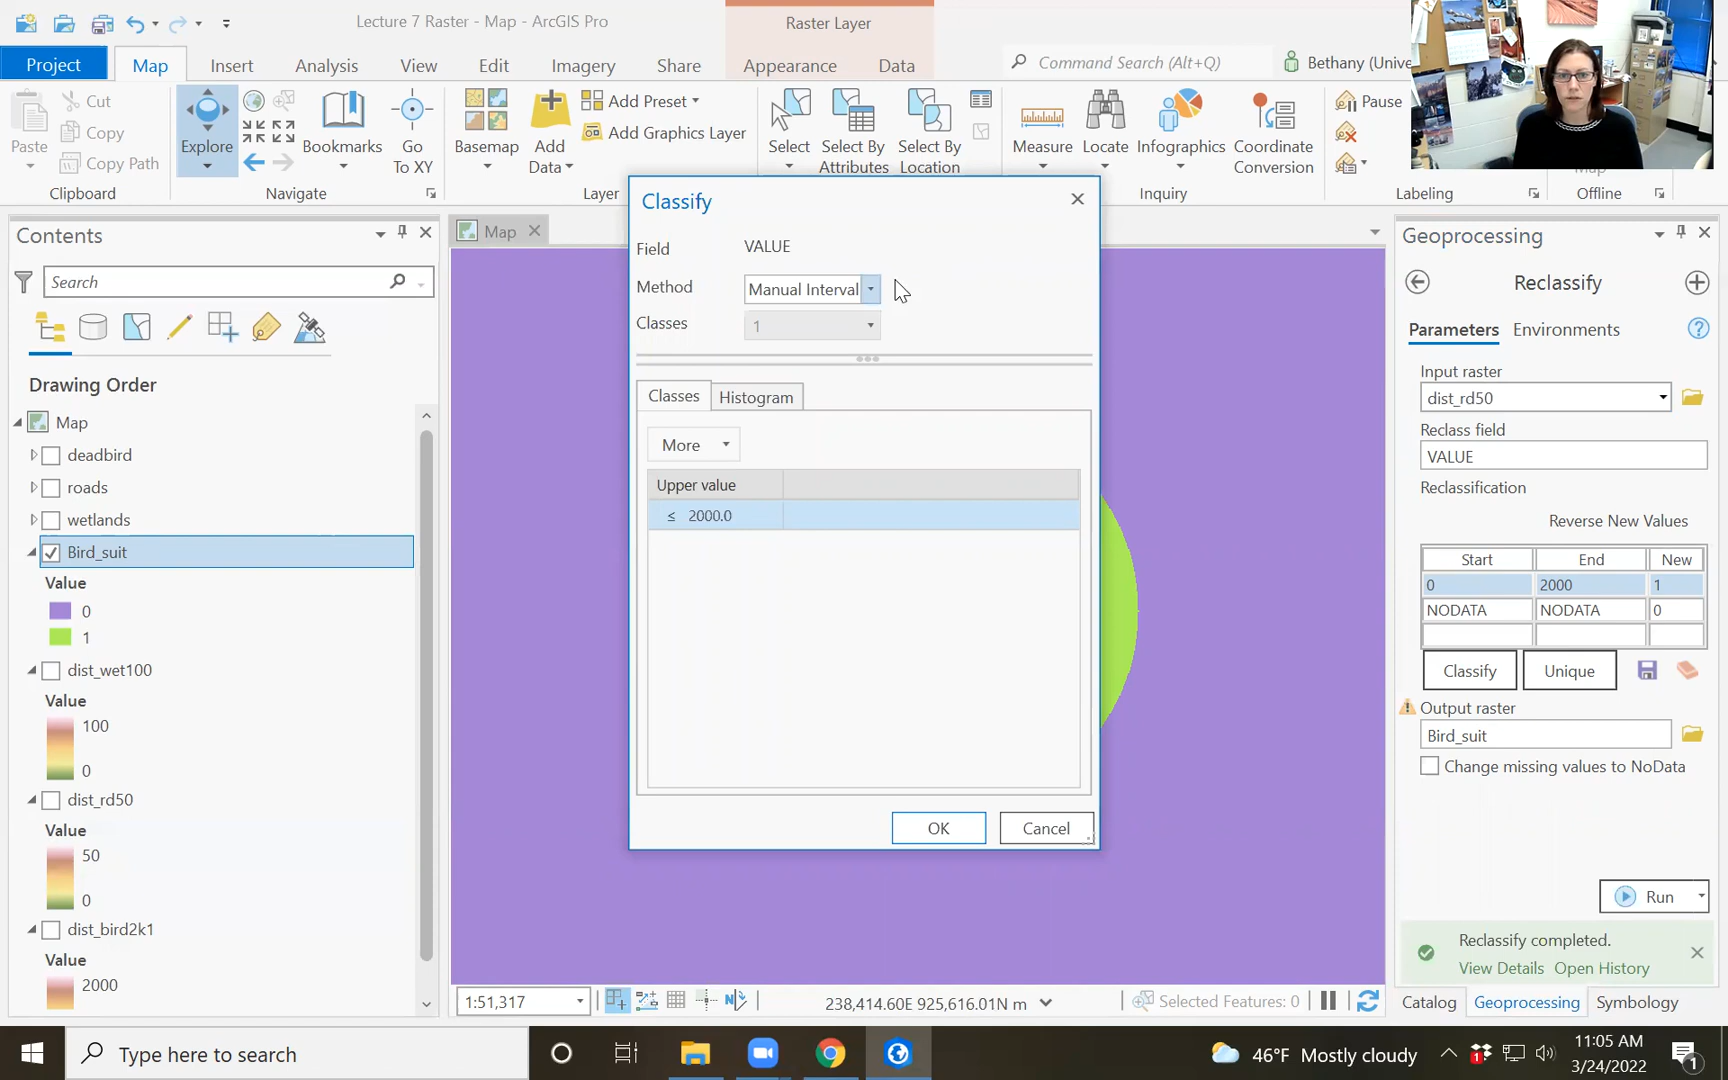 Lecture 7 Raster - Map - ArcGIS Pro
Raster Layer
Project
Map
Insert
Analysis
View
Edit
Imagery
Share
Appearance
Data
Command Search (Alt+Q)
Bethany (Unive
Paste
Cut
Copy
Copy Path
Clipboard
Explore
Bookmarks
Go
To XY
Navigate
Basemap
Add
Data
Add Preset
Add Graphics Layer
Layer
Select
Select By
Attributes
Select By
Location
Measure
Locate
Infographics
Coordinate
Conversion
Inquiry
Pause
Labeling
Map
Offline
Contents
Search
Drawing Order
Map
deadbird
roads
wetlands
Bird_suit
Value
0
1
dist_wet100
Value
100
0
dist_rd50
Value
50
0
dist_bird2k1
Value
2000
Map
Classify
Field VALUE
Method Manual Interval
Classes 1
Classes Histogram
More
Upper value
≤ 2000.0
OK Cancel
1:51,317
238,414.60E 925,616.01N m
Selected Features: 0
Geoprocessing
Reclassify
Parameters Environments
Input raster
dist_rd50
Reclass field
VALUE
Reclassification
Reverse New Values
Start End New
0 2000 1
NODATA NODATA 0
Classify Unique
Output raster
Bird_suit
Change missing values to NoData
Run
Reclassify completed.
View Details Open History
Catalog Geoprocessing Symbology
Type here to search
46°F Mostly cloudy
1
11:05 AM
3/24/2022
1